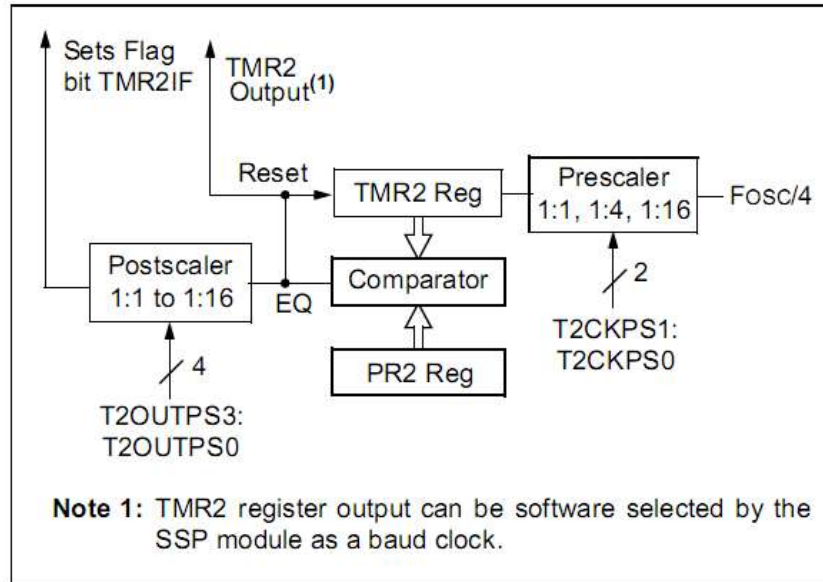 Sets Flag
bit TMR2IF
TMR2
Output(1)
Reset
TMR2 Reg
Prescaler
1:1, 1:4, 1:16
FOSC/4
Postscaler
1:1 to 1:16
EQ
Comparator
2
T2CKPS1:
T2CKPS0
PR2 Reg
4
T2OUTPS3:
T2OUTPS0
Note 1: TMR2 register output can be software selected by the
SSP module as a baud clock.